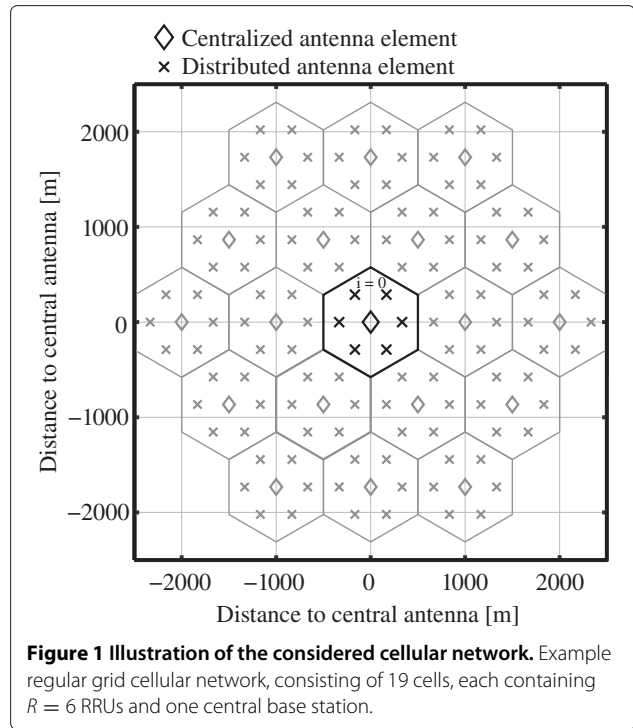 Centralized antenna element
Distributed antenna element
Distance to central antenna [m]
2000
1000
0
−1000
−2000
i = 0
−2000 −1000 0 1000 2000
Distance to central antenna [m]
Figure 1 Illustration of the considered cellular network. Example
regular grid cellular network, consisting of 19 cells, each containing
R = 6 RRUs and one central base station.